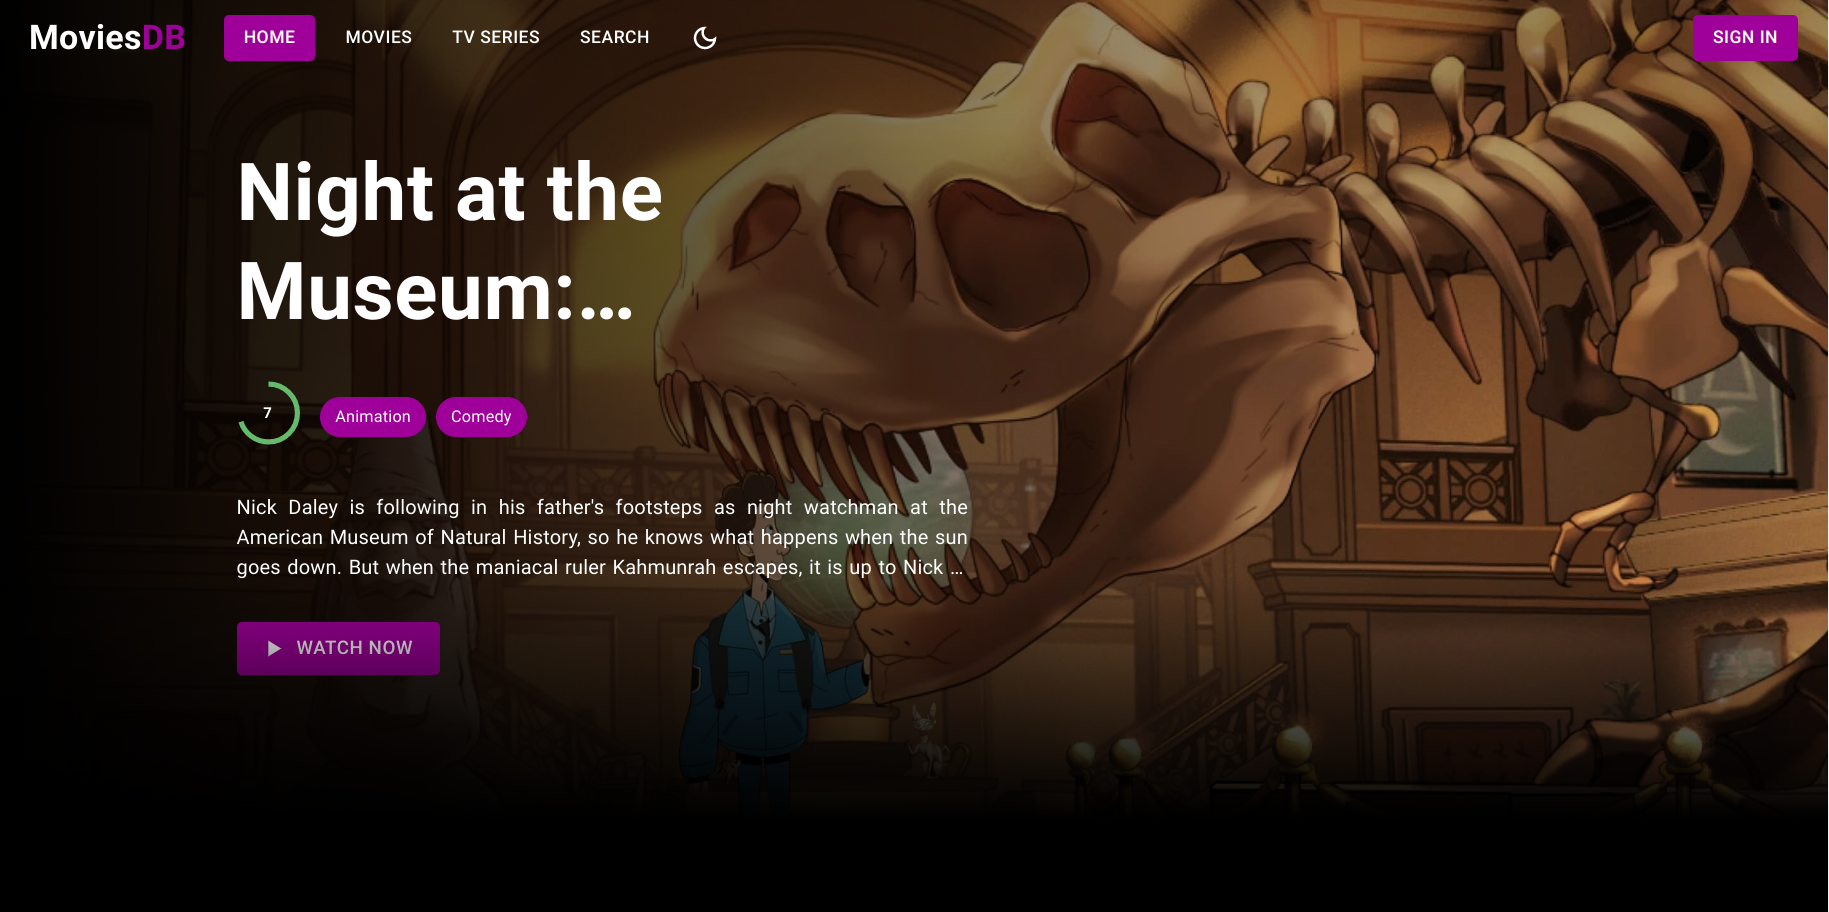 MoviesDB HOME MOVIES TV SERIES SEARCH SIGN IN
Night at the
Museum:...
7 Animation Comedy
Nick Daley is following in his father's footsteps as night watchman at the
American Museum of Natural History, so he knows what happens when the sun
goes down. But when the maniacal ruler Kahmunrah escapes, it is up to Nick ...
WATCH NOW